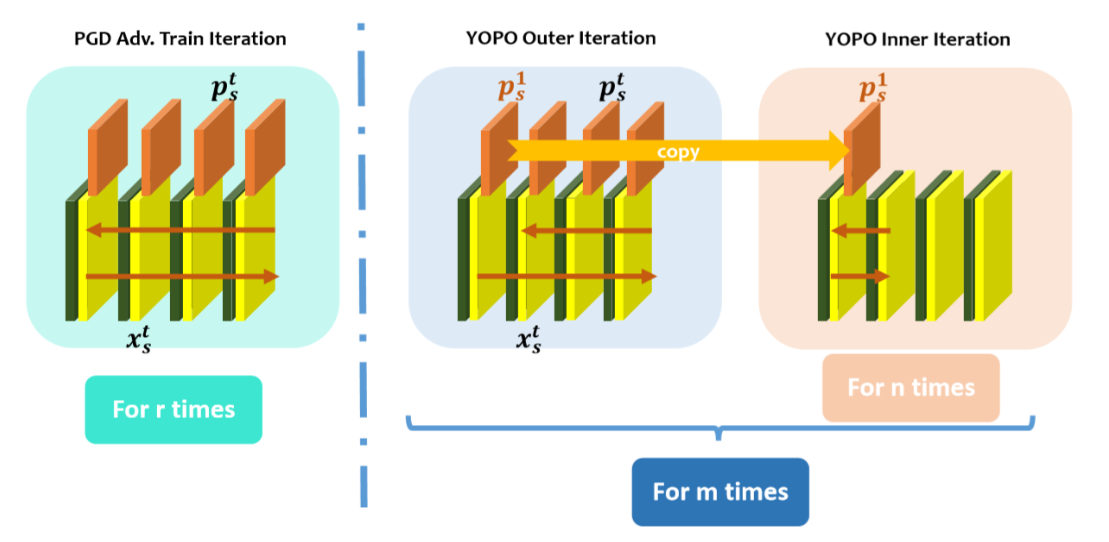 PGD Adv. Train Iteration
p_s^t
x_s^t
For r times
YOPO Outer Iteration
p_s^1
p_s^t
copy
x_s^t
YOPO Inner Iteration
p_s^1
For n times
For m times